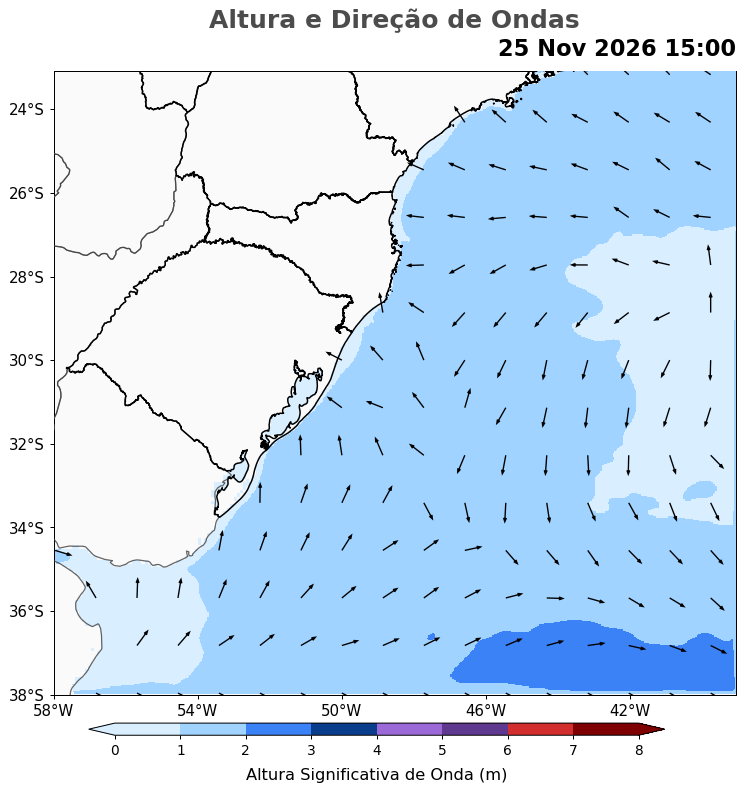 Altura e Direção de Ondas
25 Nov 2026 15:00
24°S
26°S
28°S
30°S
32°S
34°S
36°S
38°S
58°W 54°W 50°W 46°W 42°W
0 1 2 3 4 5 6 7 8
Altura Significativa de Onda (m)